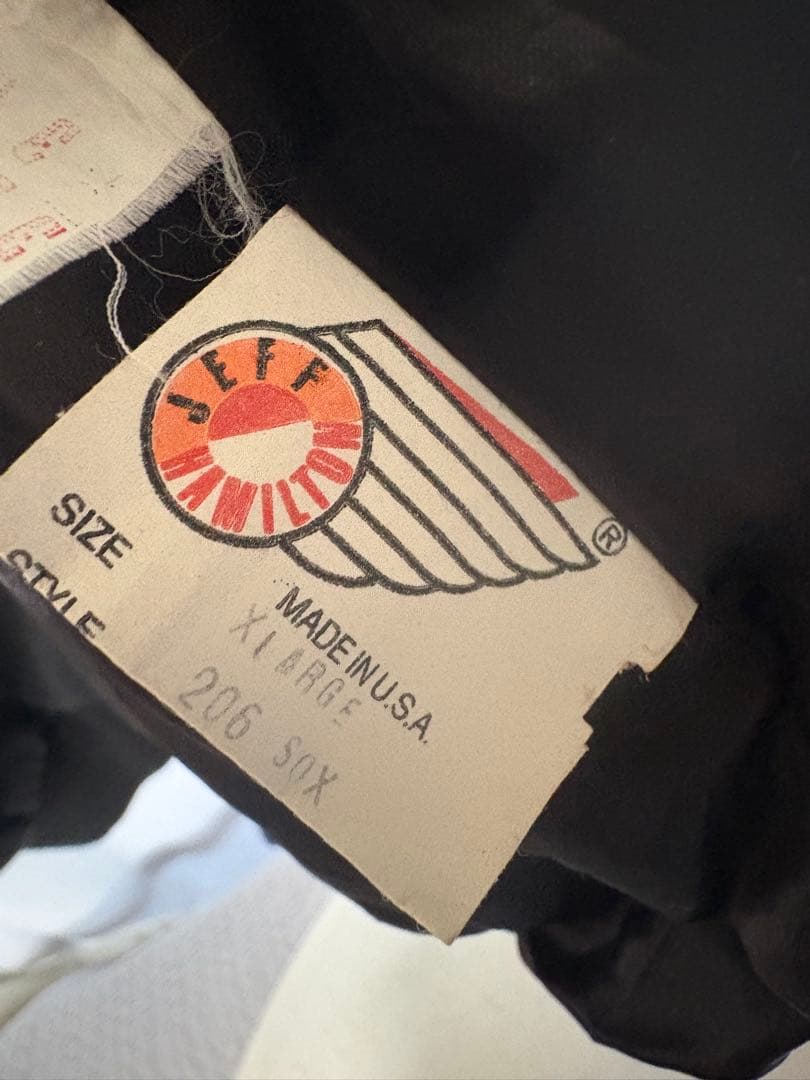 JEFF
HAMILTON
®
SIZE
STYLE
MADE IN U.S.A.
XLARGE
206 SOX